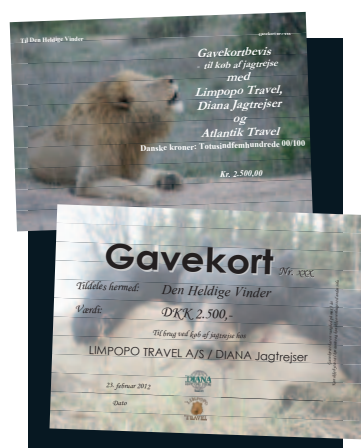 Til Den Heldige Vinder
Gavekortbevis
- til køb af jagtrejse
med
Limpopo Travel,
Diana Jagtrejser
og
Atlantik Travel
Danske kroner: Totusindfemhundrede 00/100
Kr. 2.500,00
Gavekort Nr. XXX
Tildeles hermed: Den Heldige Vinder
Værdi: DKK 2.500,-
Til brug ved køb af jagtrejse hos
LIMPOPO TRAVEL A/S / DIANA Jagtrejser
25. februar 2012
DIANA
Dato